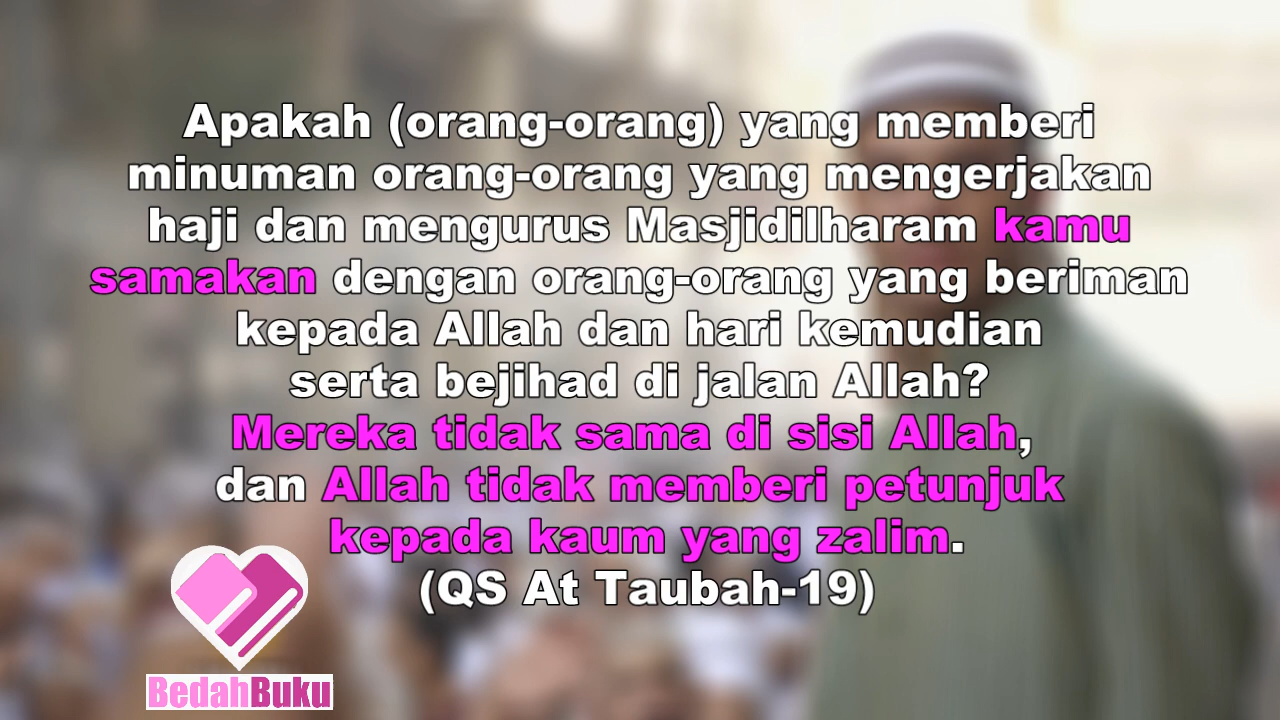 Apakah (orang-orang) yang memberi
minuman orang-orang yang mengerjakan
haji dan mengurus Masjidilharam kamu
samakan dengan orang-orang yang beriman
kepada Allah dan hari kemudian
serta bejihad di jalan Allah?
Mereka tidak sama di sisi Allah,
dan Allah tidak memberi petunjuk
kepada kaum yang zalim.
(QS At Taubah-19)
BedahBuku